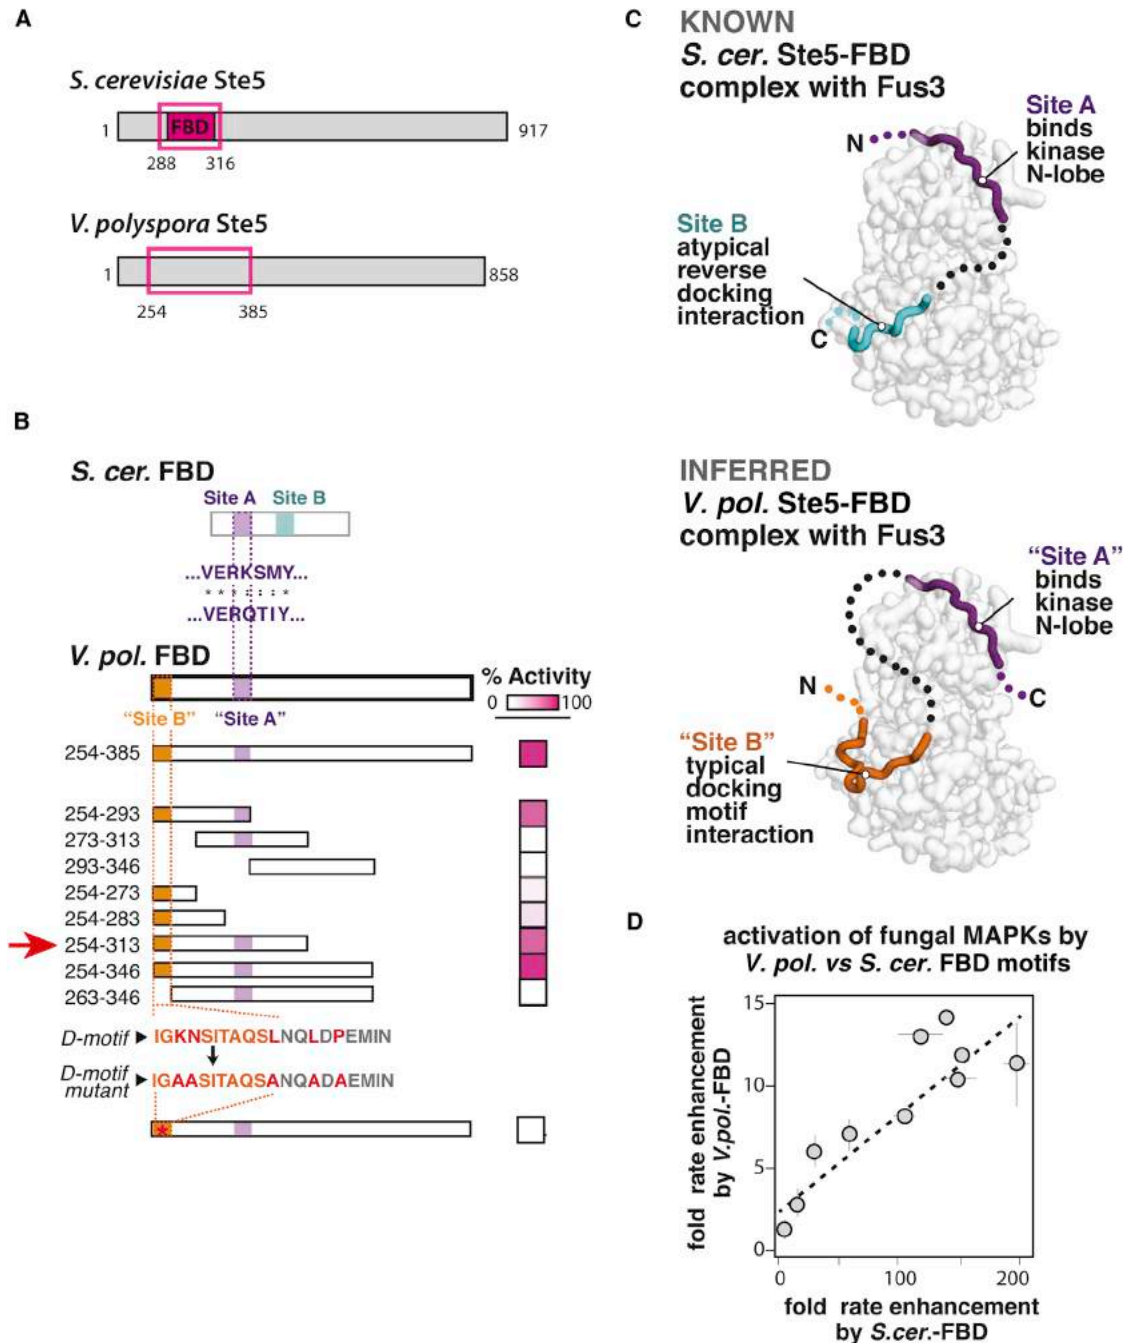 A
S. cerevisiae Ste5
1
FBD
917
288
316
V. polyspora Ste5
1
858
254
385
B
S. cer. FBD
Site A
Site B
...VERKSMY...
* * * : : : *
...VERQTIY...
V. pol. FBD
% Activity
0
100
“Site B”
“Site A”
254-385
254-293
273-313
293-346
254-273
254-283
254-313
254-346
263-346
D-motif
IGKNSITAQSLNQLDPEMIN
D-motif
mutant
IGAASITAQSANQADAEMIN
*
C
KNOWN
S. cer. Ste5-FBD
complex with Fus3
Site A
binds
kinase
N-lobe
N
Site B
atypical
reverse
docking
interaction
C
INFERRED
V. pol. Ste5-FBD
complex with Fus3
“Site A”
binds
kinase
N-lobe
N
C
“Site B”
typical
docking
motif
interaction
D
activation of fungal MAPKs by
V. pol. vs S. cer. FBD motifs
fold rate enhancement
by V.pol.-FBD
15
10
5
0
0
100
200
fold rate enhancement
by S.cer.-FBD